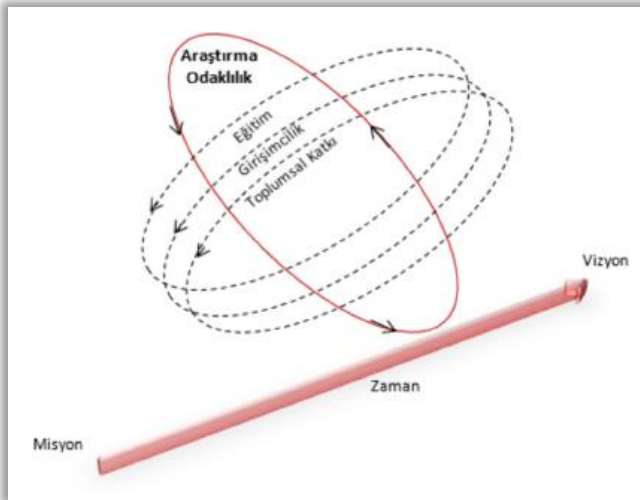 Araştırma
Odaklılık
Eğitim
Girişimcilik
Toplumsal Katkı
Vizyon
Zaman
Misyon